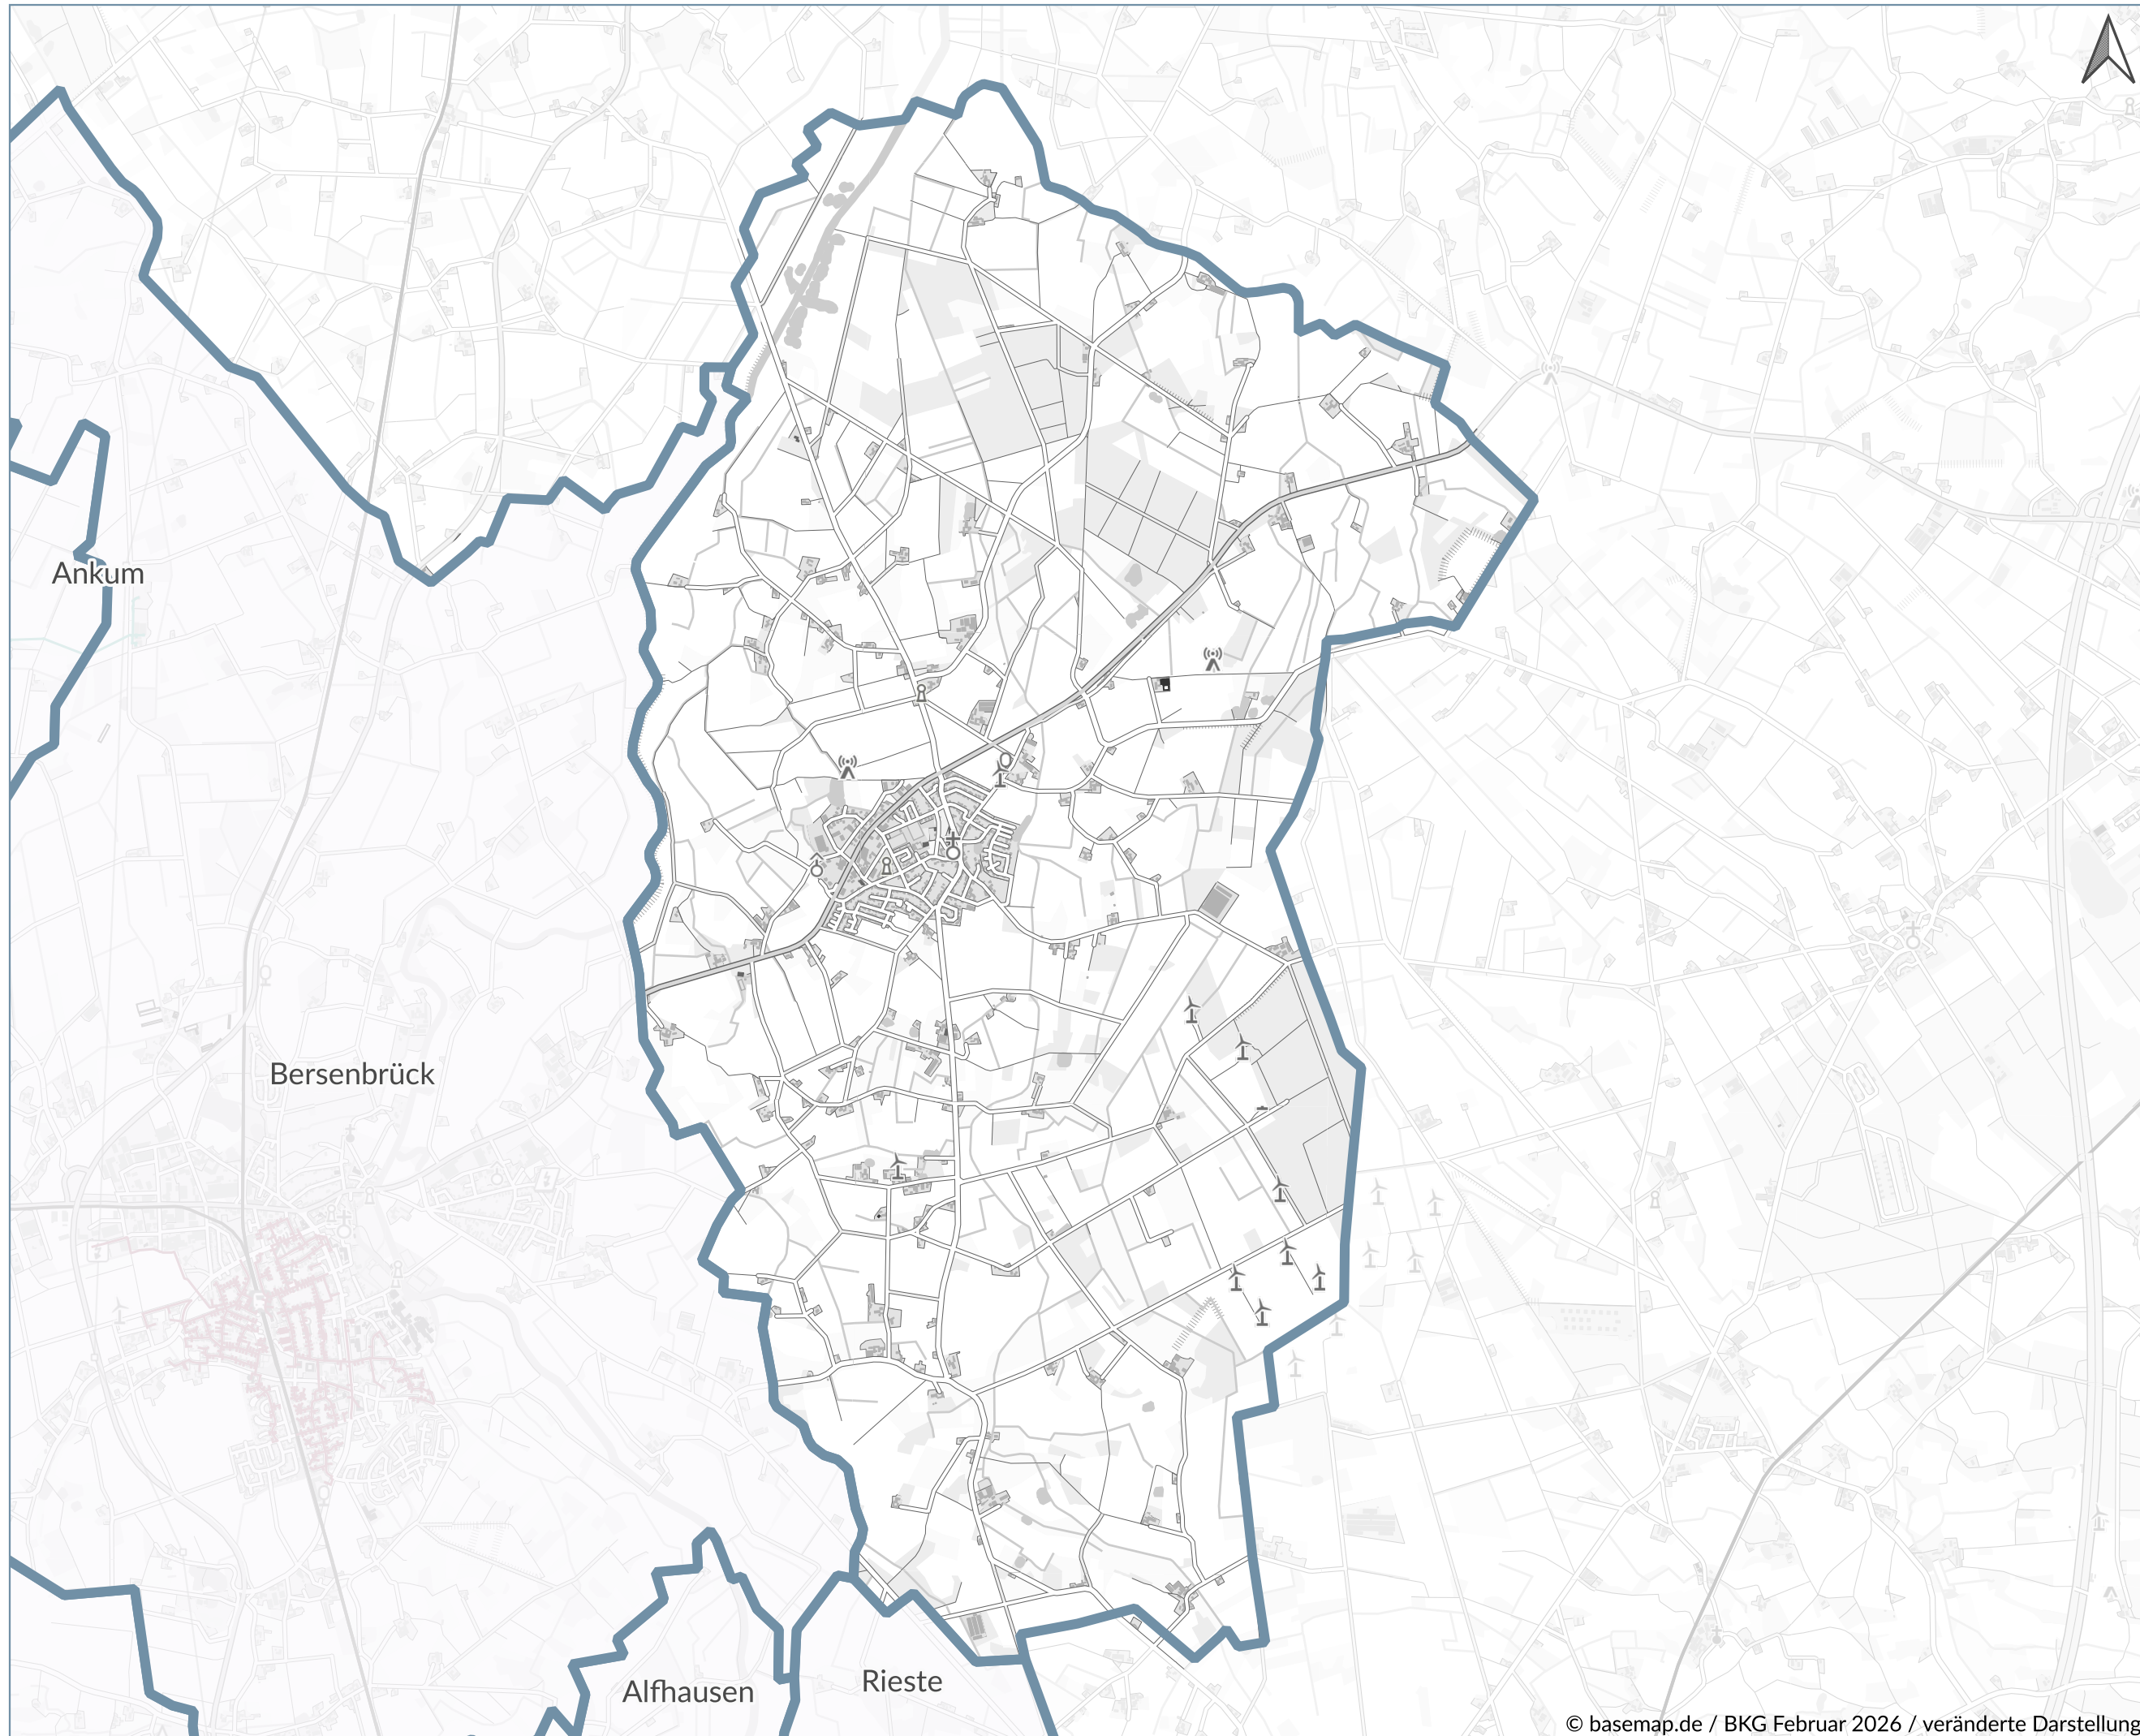 Ankum
Bersenbrück
Alfhausen
Rieste
© basemap.de / BKG Februar 2026 / veränderte Darstellung